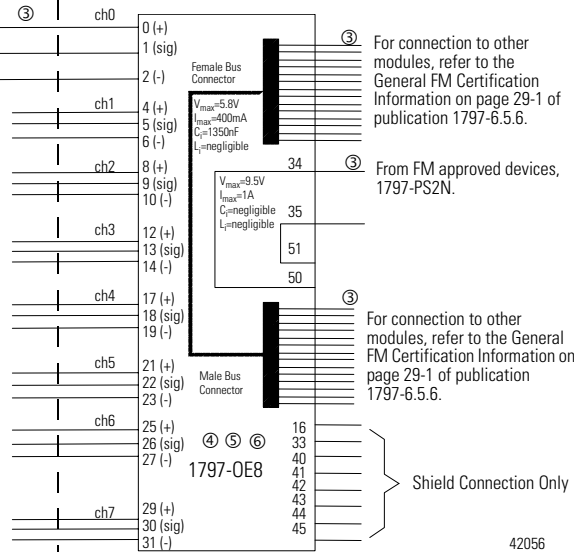 ③
ch0
0 (+)
1 (sig)
2 (-)
ch1
4 (+)
5 (sig)
6 (-)
ch2
8 (+)
9 (sig)
10 (-)
ch3
12 (+)
13 (sig)
14 (-)
ch4
17 (+)
18 (sig)
19 (-)
ch5
21 (+)
22 (sig)
23 (-)
ch6
25 (+)
26 (sig)
27 (-)
ch7
29 (+)
30 (sig)
31 (-)
Female Bus
Connector
Vmax=5.8V
Imax=400mA
Ci=1350nF
Li=negligible
Vmax=9.5V
Imax=1A
Ci=negligible
Li=negligible
34
35
51
50
Male Bus
Connector
④ ⑤ ⑥
1797-OE8
16
33
40
41
42
43
44
45
③
For connection to other
modules, refer to the
General FM Certification
Information on page 29-1 of
publication 1797-6.5.6.
③
From FM approved devices,
1797-PS2N.
③
For connection to other
modules, refer to the General
FM Certification Information on
page 29-1 of publication
1797-6.5.6.
Shield Connection Only
42056